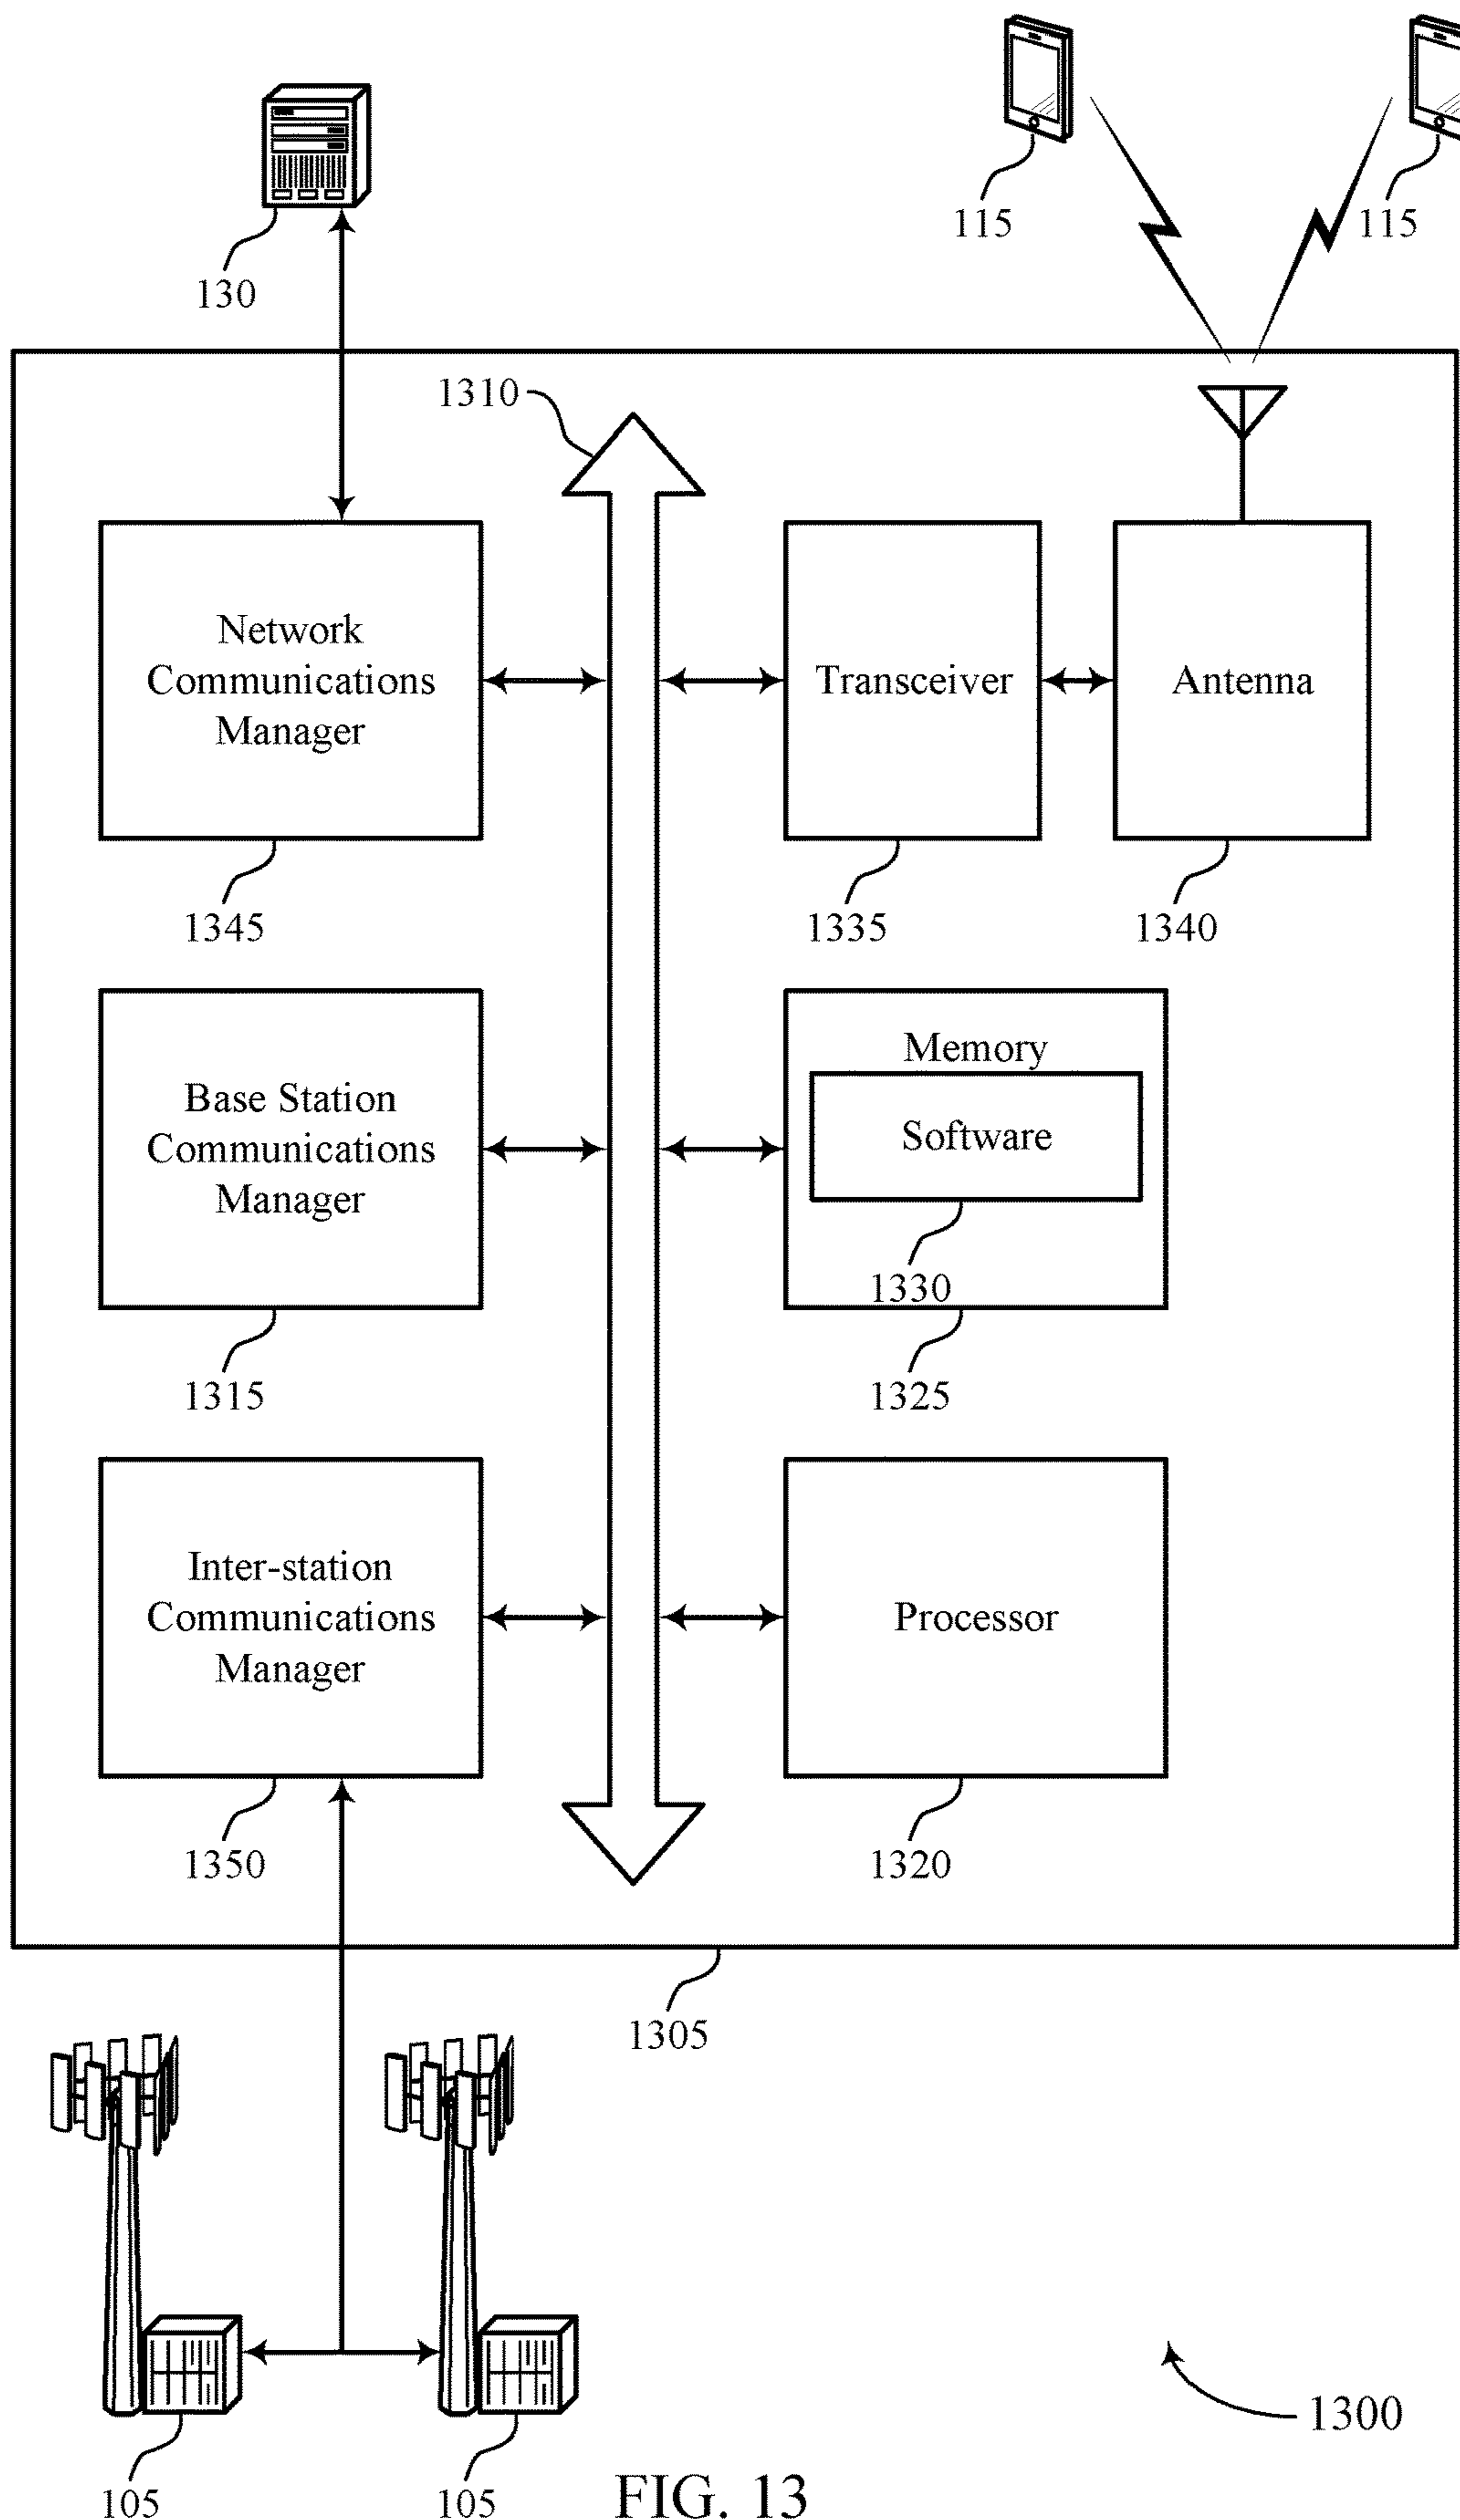 115
115
130
1310
Network
Communications
Manager
Transceiver
Antenna
1345
1335
1340
Base Station
Communications
Manager
Memory
Software
1330
1315
1325
Inter-station
Communications
Manager
Processor
1350
1320
1305
1300
105
105
FIG. 13